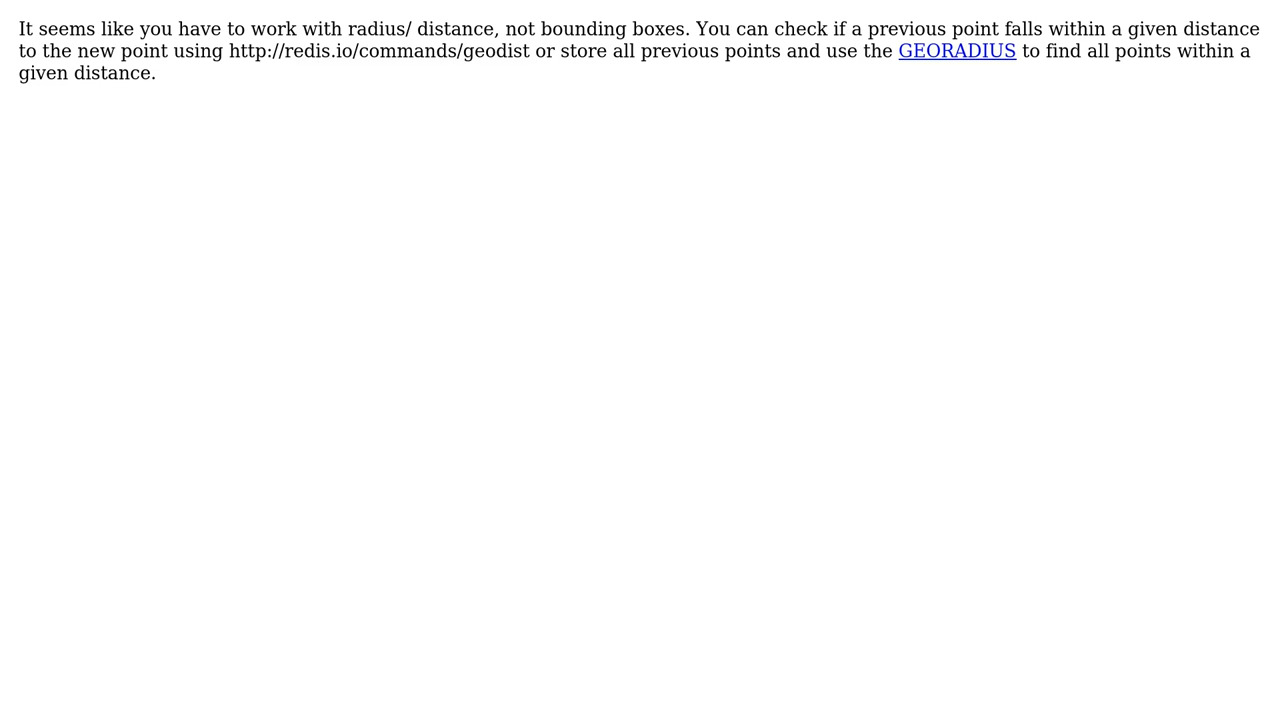 It seems like you have to work with radius/ distance, not bounding boxes. You can check if a previous point falls within a given distance
to the new point using http://redis.io/commands/geodist or store all previous points and use the GEORADIUS to find all points within a
given distance.